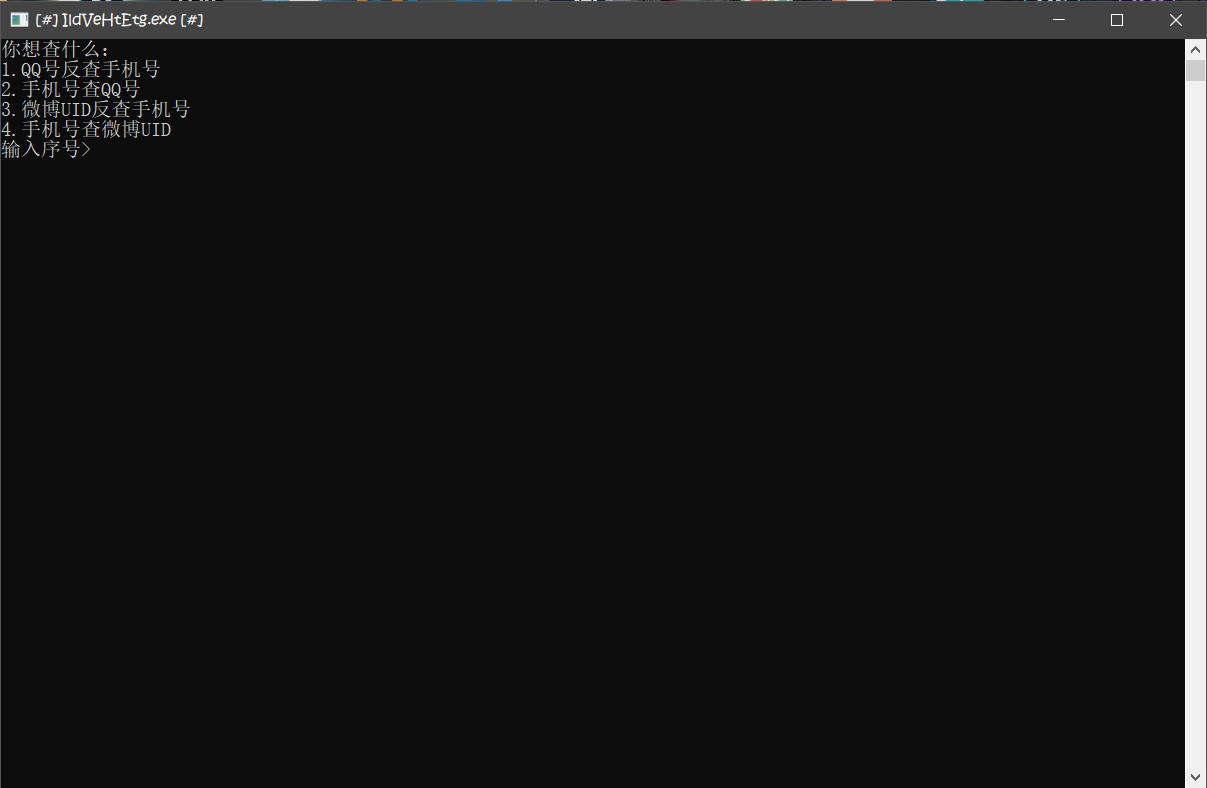 [#] IldVeHtEtg.exe [#]
你想查什么：
1.QQ号反查手机号
2.手机号查QQ号
3.微博UID反查手机号
4.手机号查微博UID
输入序号>